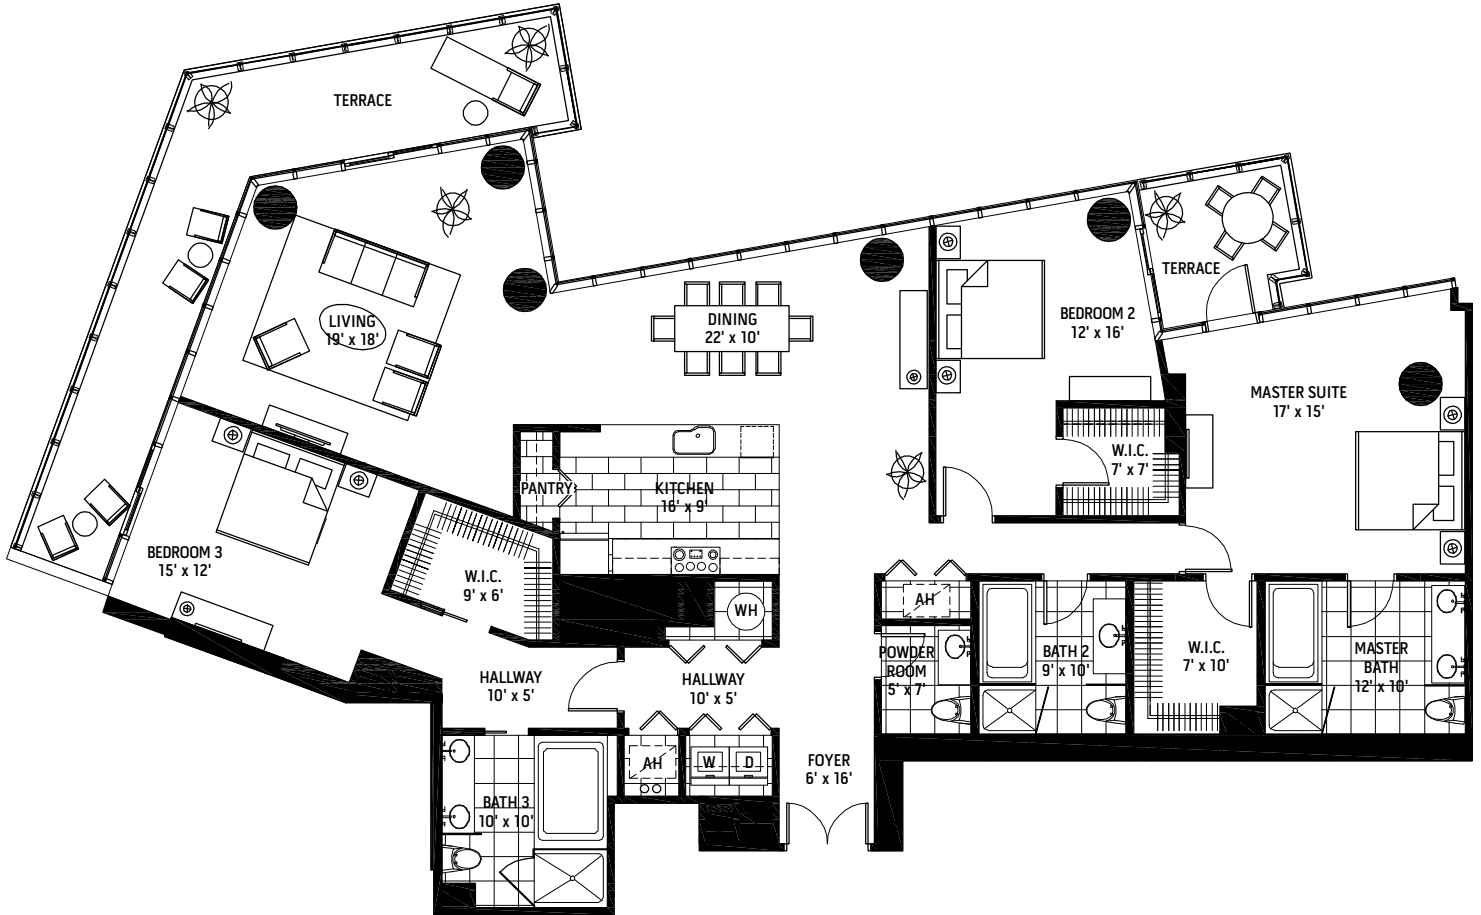 TERRACE
TERRACE
LIVING
19' x 18'
DINING
22' x 10'
BEDROOM 2
12' x 16'
MASTER SUITE
17' x 15'
W.I.C.
7' x 7'
PANTRY
KITCHEN
16' x 9'
BEDROOM 3
15' x 12'
W.I.C.
9' x 6'
WH
AH
POWDER
ROOM
5' x 7'
BATH 2
9' x 10'
W.I.C.
7' x 10'
MASTER
BATH
12' x 10'
HALLWAY
10' x 5'
HALLWAY
10' x 5'
AH
W
D
FOYER
6' x 16'
BATH 3
10' x 10'